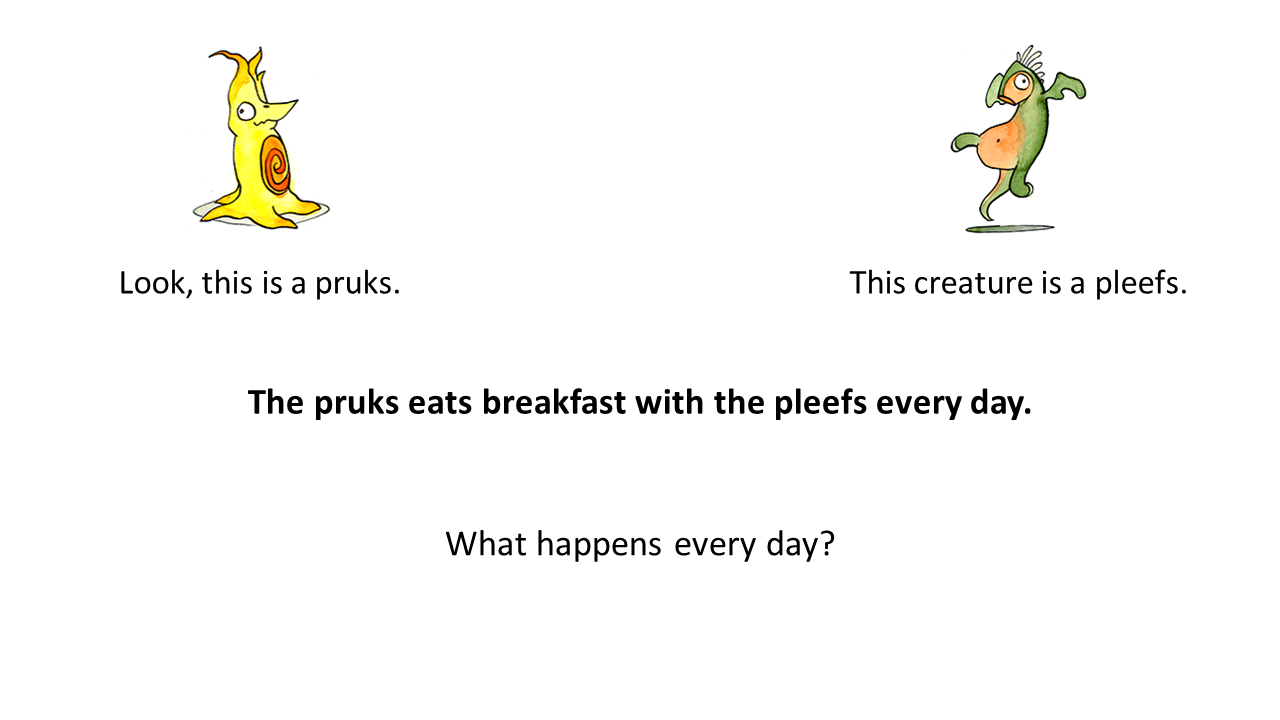 Look, this is a pruks.
This creature is a pleefs.
The pruks eats breakfast with the pleefs every day.
What happens every day?